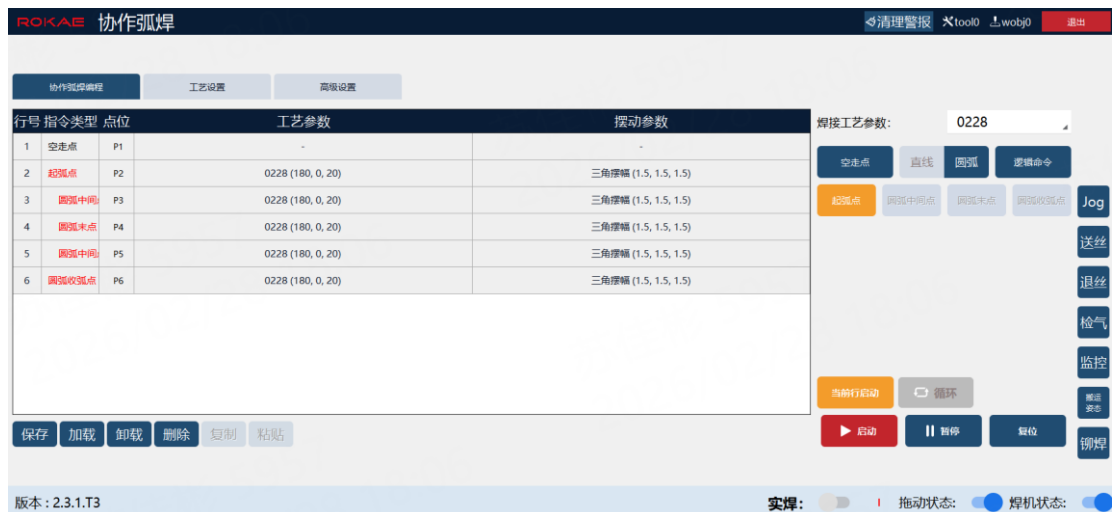 ROKAE 协作弧焊 清理警报 tool0 wobj0 退出
协作弧焊编程 工艺设置 高级设置
行号 指令类型 点位 工艺参数 摆动参数
1 空走点 P1 - -
2 起弧点 P2 0228 (180, 0, 20) 三角摆幅 (1.5, 1.5, 1.5)
3 圆弧中间 P3 0228 (180, 0, 20) 三角摆幅 (1.5, 1.5, 1.5)
4 圆弧末点 P4 0228 (180, 0, 20) 三角摆幅 (1.5, 1.5, 1.5)
5 圆弧中间 P5 0228 (180, 0, 20) 三角摆幅 (1.5, 1.5, 1.5)
6 圆弧收弧点 P6 0228 (180, 0, 20) 三角摆幅 (1.5, 1.5, 1.5)
保存 加载 卸载 删除 复制 粘贴
焊接工艺参数: 0228
空走点 直线 圆弧 逻辑命令
起弧点 圆弧中间点 圆弧末点 圆弧收弧点
当前行启动 循环
启动 暂停 复位
Jog
送丝
退丝
检气
监控
搬运
姿态
铆焊
版本 : 2.3.1.T3 实焊: 拖动状态: 焊机状态: